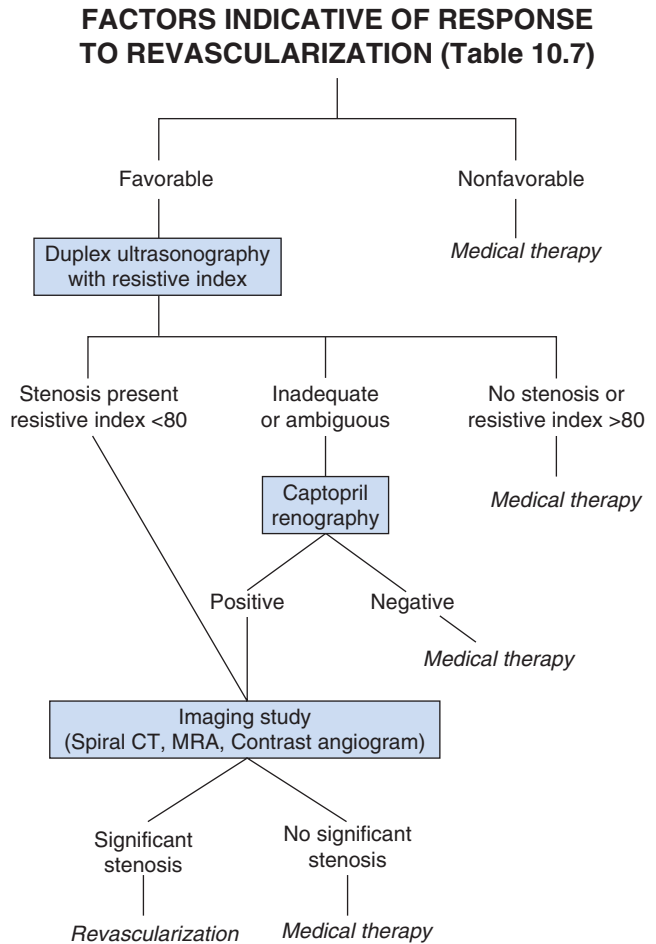 FACTORS INDICATIVE OF RESPONSE
TO REVASCULARIZATION (Table 10.7)
Favorable
Nonfavorable
Duplex ultrasonography
with resistive index
Medical therapy
Stenosis present
resistive index <80
Inadequate
or ambiguous
No stenosis or
resistive index >80
Captopril
renography
Medical therapy
Positive
Negative
Medical therapy
Imaging study
(Spiral CT, MRA, Contrast angiogram)
Significant
stenosis
No significant
stenosis
Revascularization
Medical therapy